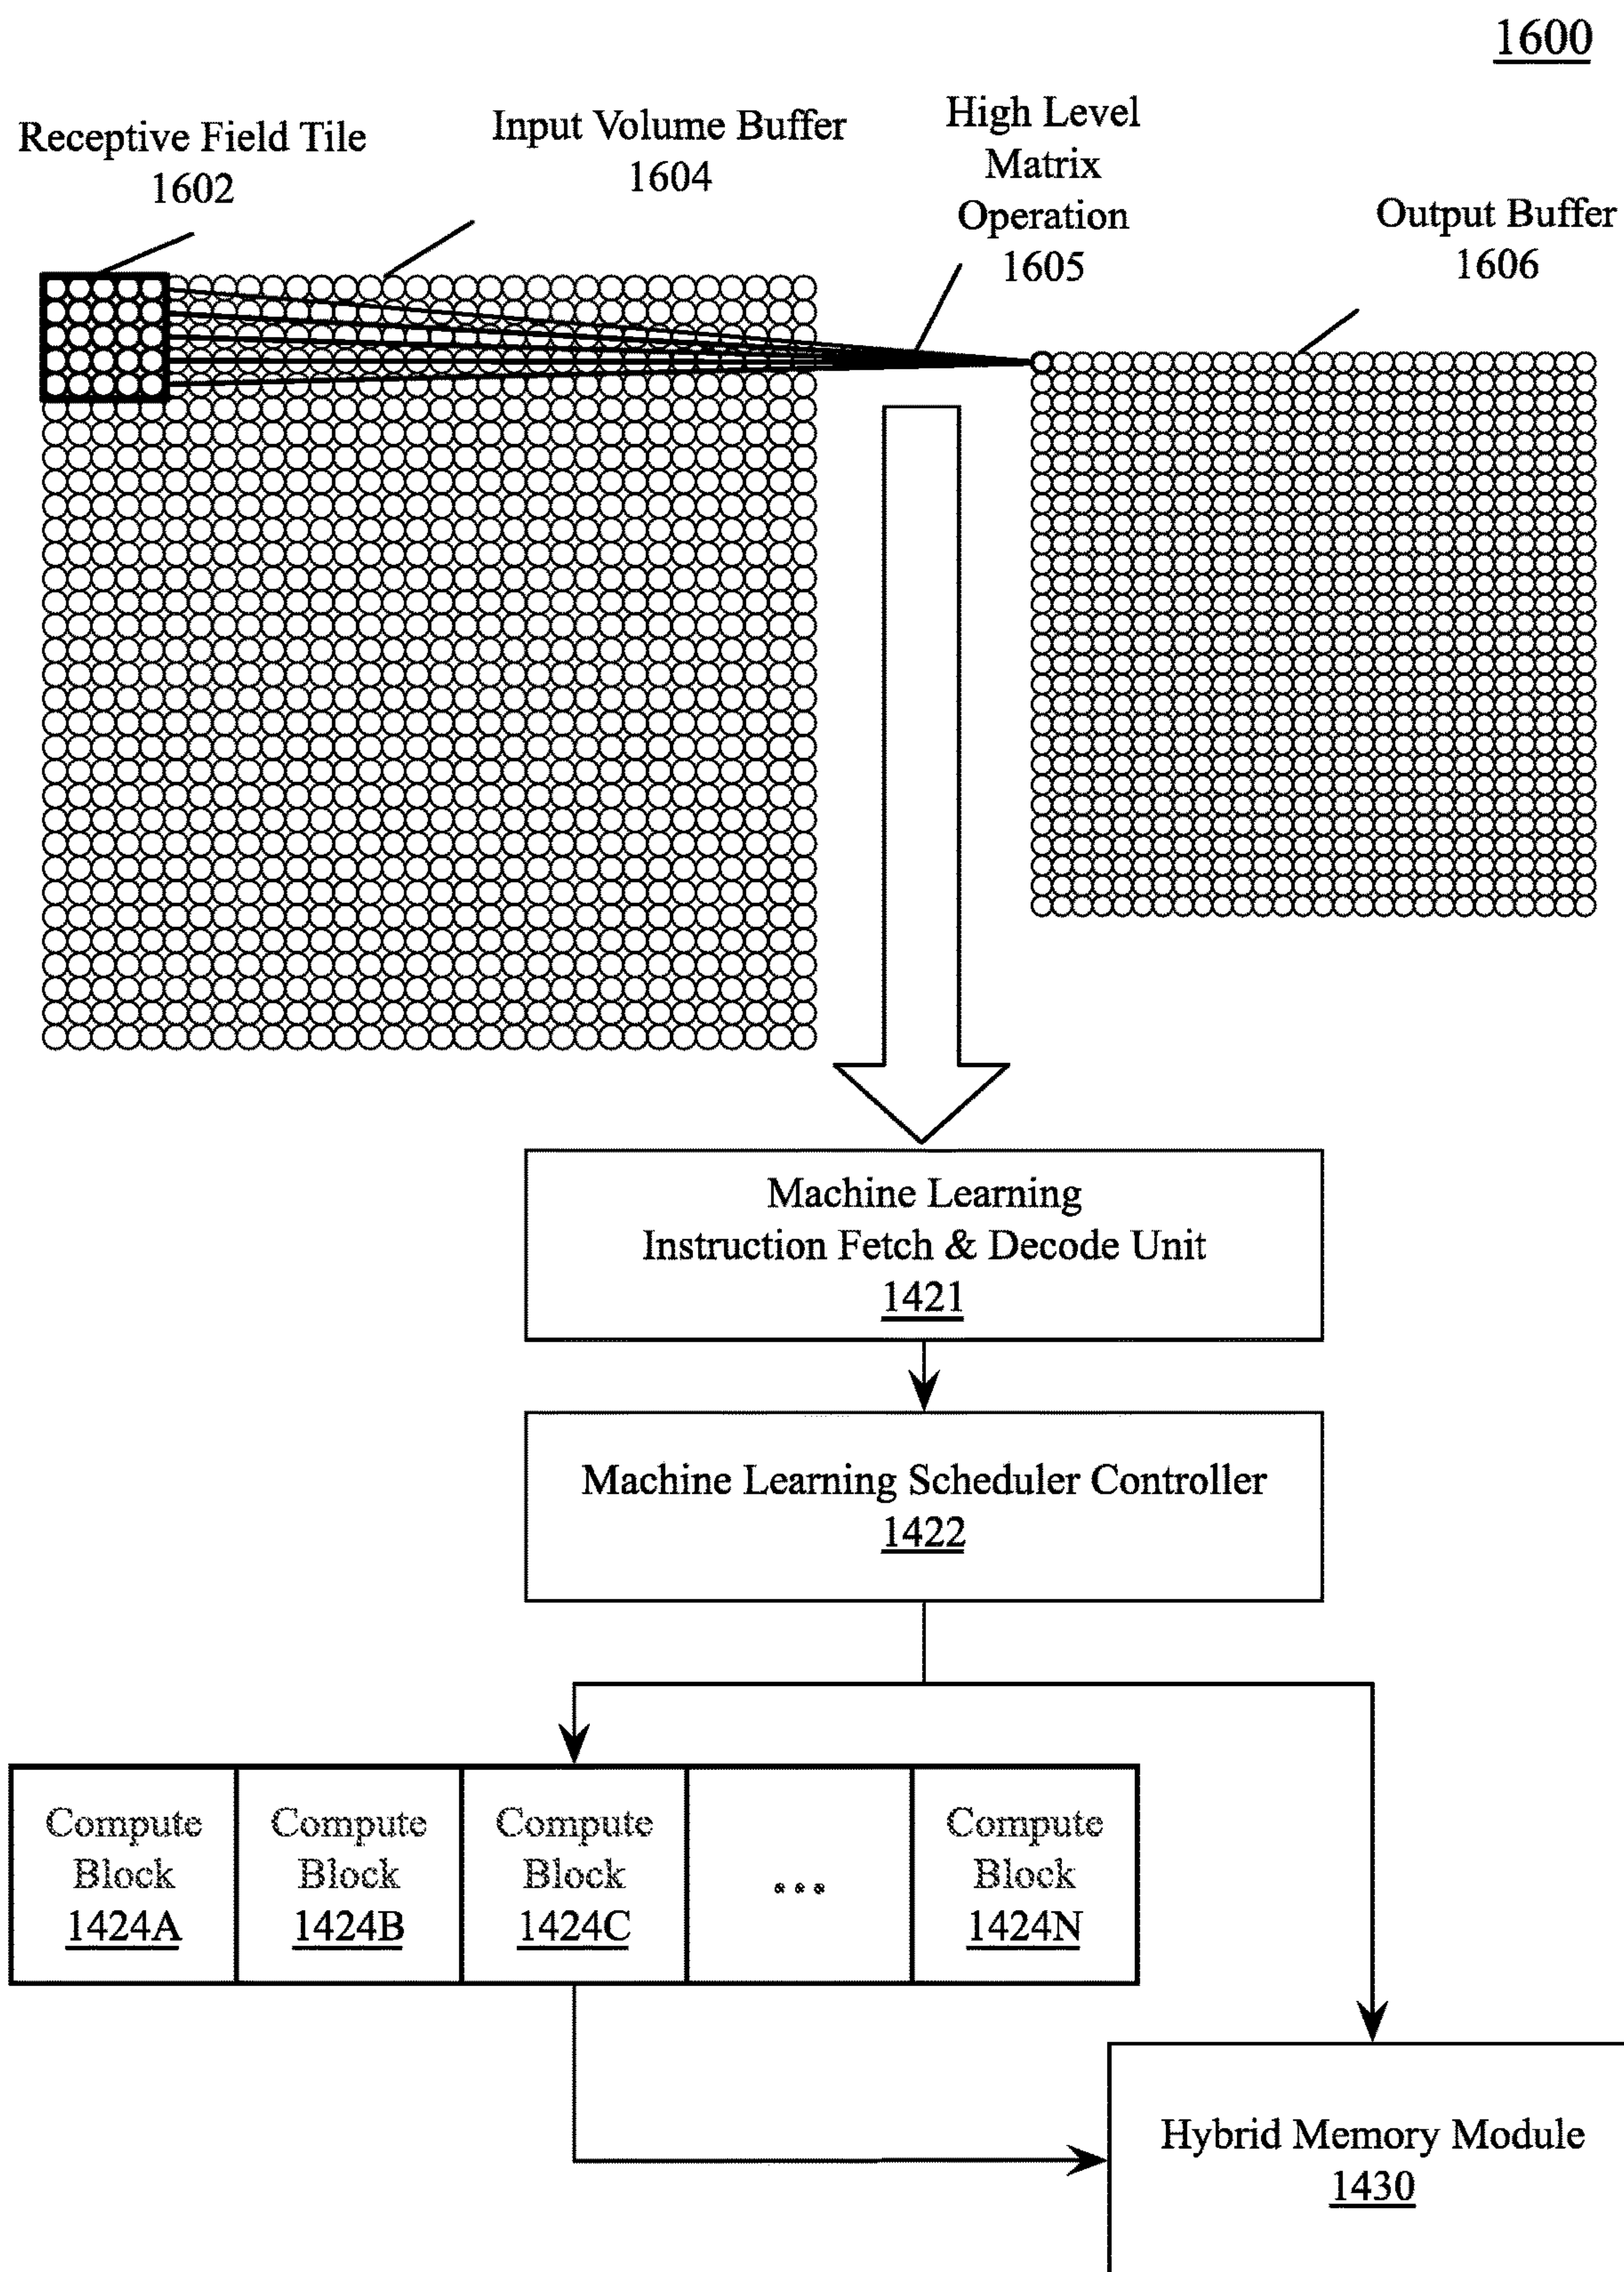 1600
Receptive Field Tile
1602
Input Volume Buffer
1604
High Level
Matrix
Operation
1605
Output Buffer
1606
Machine Learning
Instruction Fetch & Decode Unit
1421
Machine Learning Scheduler Controller
1422
Compute
Block
1424A
Compute
Block
1424B
Compute
Block
1424C
...
Compute
Block
1424N
Hybrid Memory Module
1430